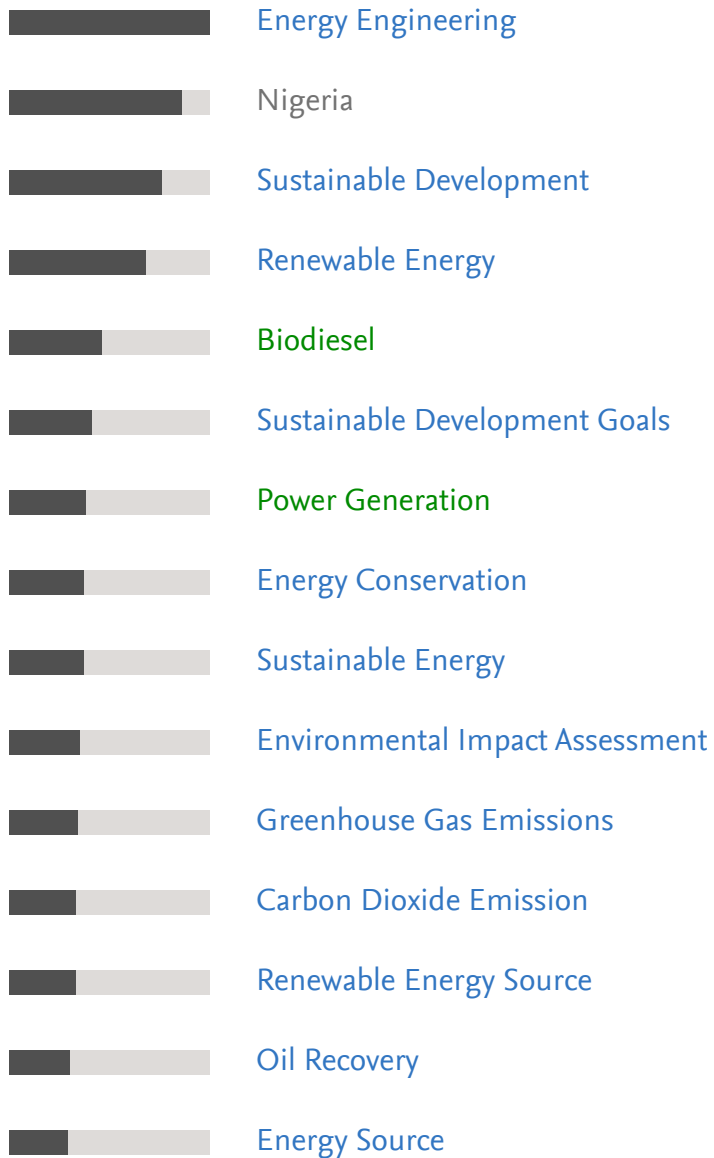 Energy Engineering
Nigeria
Sustainable Development
Renewable Energy
Biodiesel
Sustainable Development Goals
Power Generation
Energy Conservation
Sustainable Energy
Environmental Impact Assessment
Greenhouse Gas Emissions
Carbon Dioxide Emission
Renewable Energy Source
Oil Recovery
Energy Source